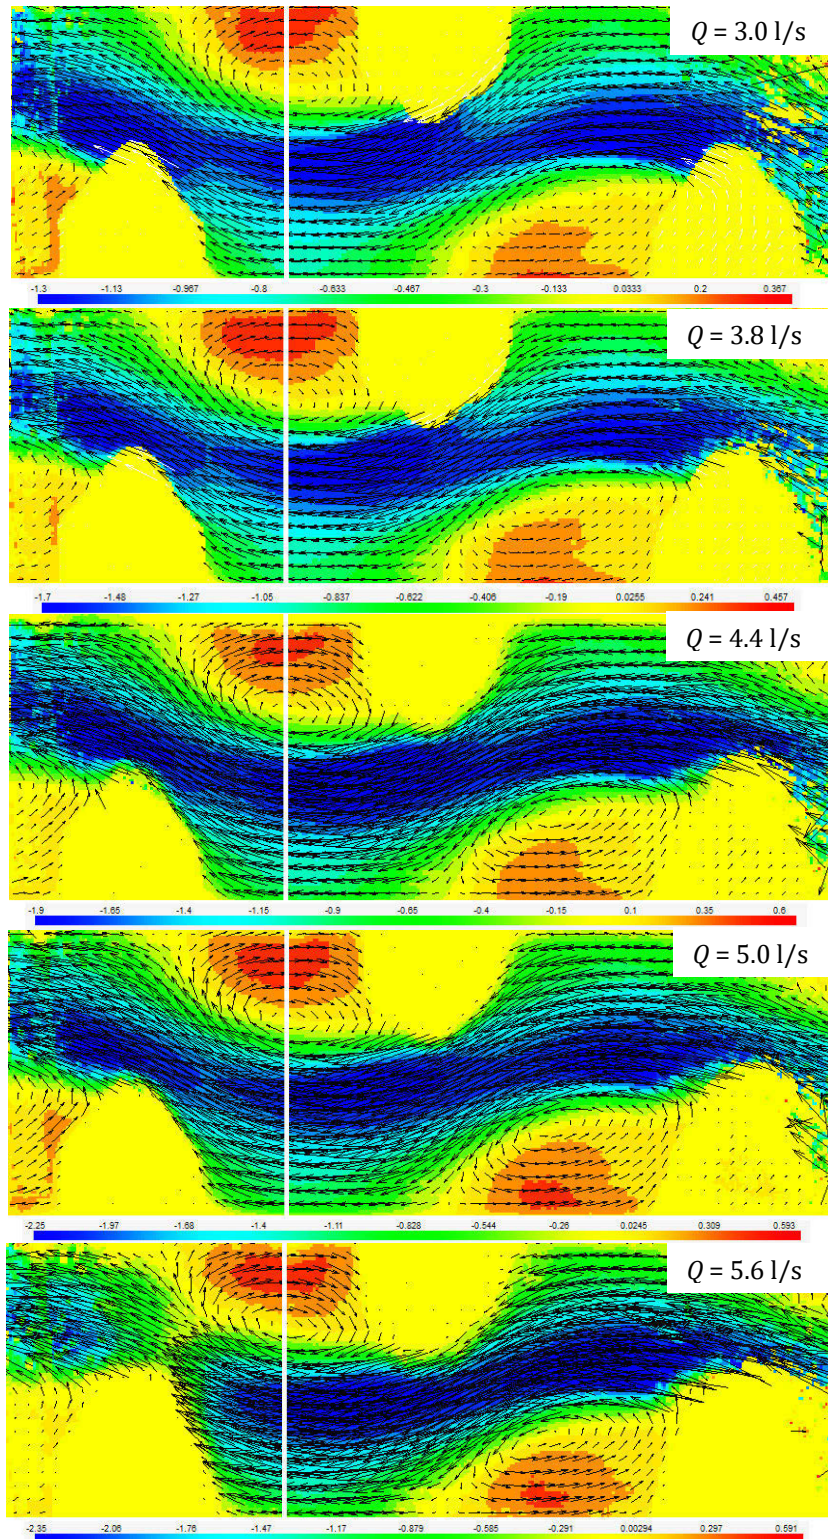 Q = 3.0 l/s
-1.3 -1.13 -0.967 -0.8 -0.633 -0.467 -0.3 -0.133 0.0333 0.2 0.367
Q = 3.8 l/s
-1.7 -1.48 -1.27 -1.05 -0.837 -0.622 -0.406 -0.19 0.0255 0.241 0.457
Q = 4.4 l/s
-1.9 -1.65 -1.4 -1.15 -0.9 -0.65 -0.4 -0.15 0.1 0.35 0.6
Q = 5.0 l/s
-2.25 -1.97 -1.68 -1.4 -1.11 -0.828 -0.544 -0.26 0.0245 0.309 0.593
Q = 5.6 l/s
-2.35 -2.06 -1.76 -1.47 -1.17 -0.879 -0.585 -0.291 0.00294 0.297 0.591